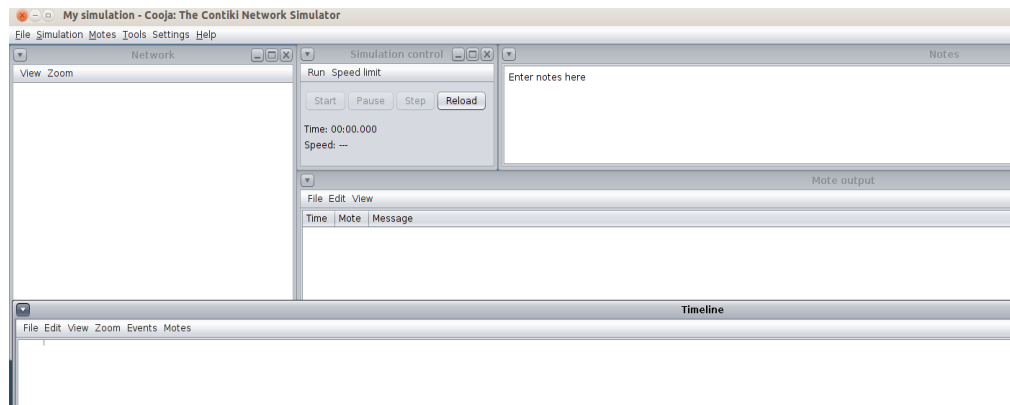 My simulation - Cooja: The Contiki Network Simulator
File Simulation Motes Tools Settings Help
Network
View Zoom
Simulation control
Run Speed limit
Start Pause Step Reload
Time: 00:00.000
Speed: ---
Notes
Enter notes here
Mote output
File Edit View
Time Mote Message
Timeline
File Edit View Zoom Events Motes